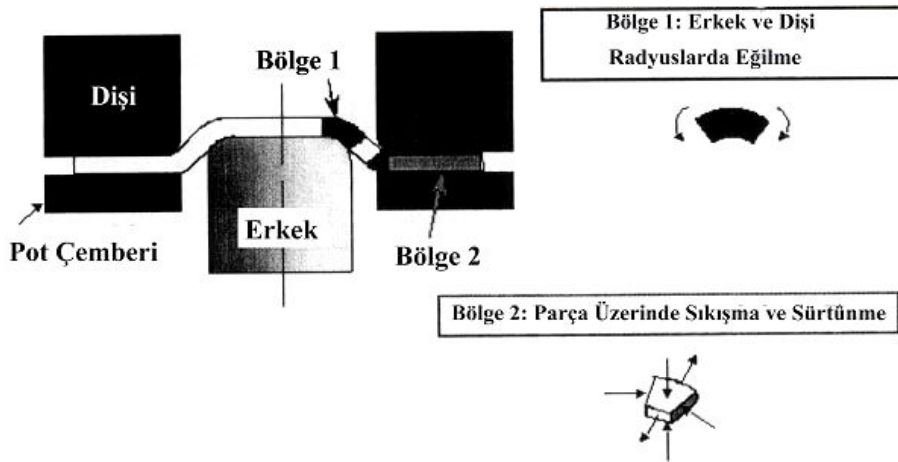 Bölge 1: Erkek ve Dişi
Radyuslarda Eğilme
Bölge 1
Dişi
Erkek
Pot Çemberi
Bölge 2
Bölge 2: Parça Üzerinde Sıkışma ve Sürtünme